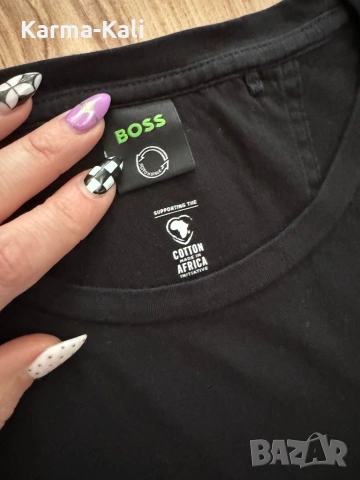 Karma-Kali
BOSS
SUPPORTING THE
COTTON
MADE IN
AFRICA
INITIATIVE
BAZAR